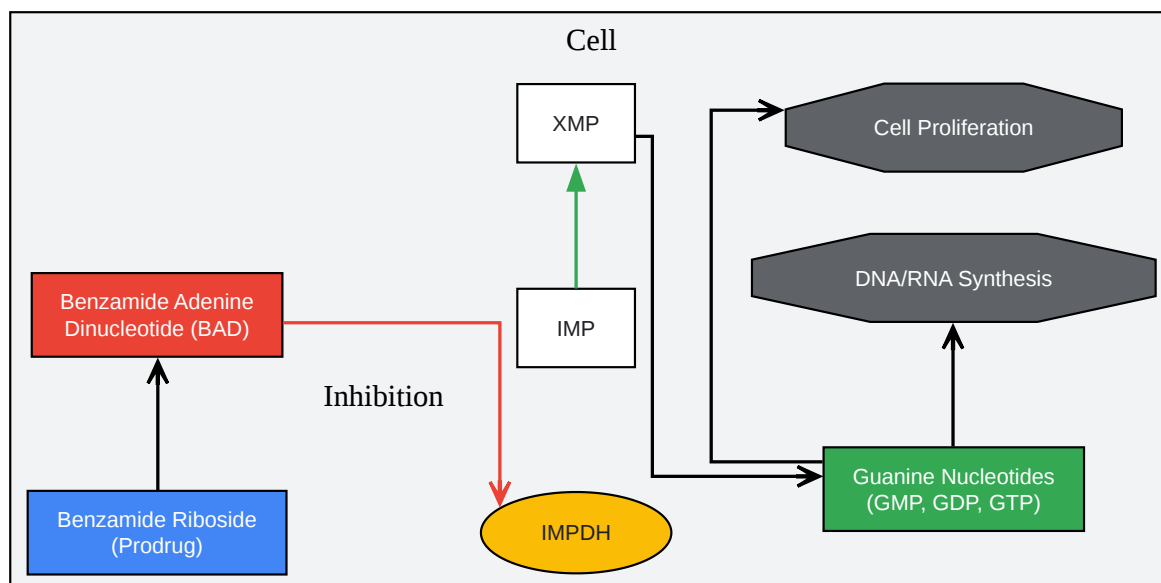 Cell
XMP
Cell Proliferation
DNA/RNA Synthesis
Benzamide Adenine
Dinucleotide (BAD)
IMP
Inhibition
Guanine Nucleotides
(GMP, GDP, GTP)
Benzamide Riboside
(Prodrug)
IMPDH